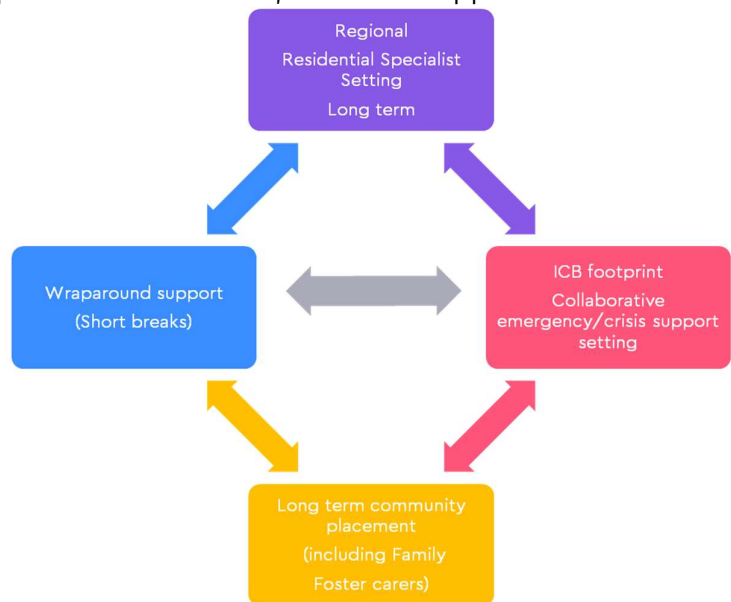 Regional
Residential Specialist
Setting
Long term
Wraparound support
(Short breaks)
ICB footprint
Collaborative
emergency/crisis support
setting
Long term community
placement
(including Family
Foster carers)